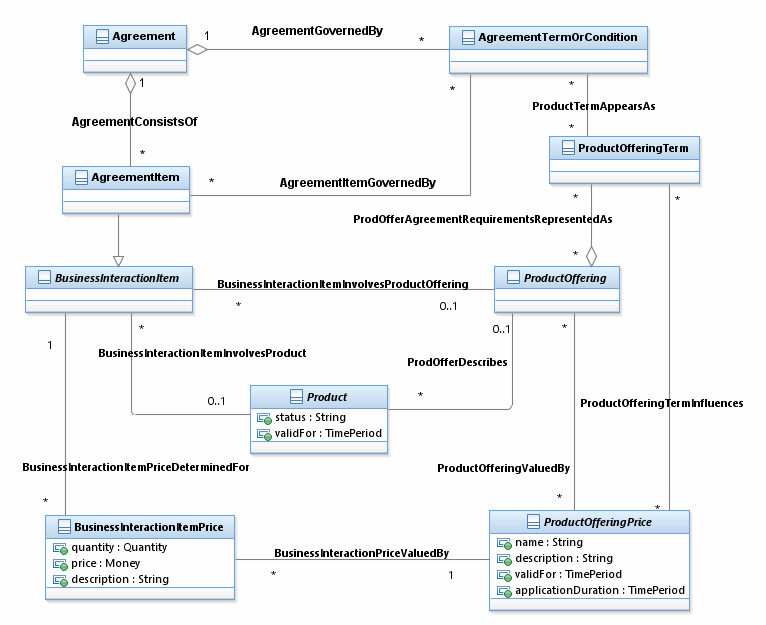 Agreement
1
AgreementGovernedBy
*
AgreementTermOrCondition
1
*
*
ProductTermAppearsAs
AgreementConsistsOf
*
*
ProductOfferingTerm
AgreementItem
*
AgreementItemGovernedBy
*
*
ProdOfferAgreementRequirementsRepresentedAs
*
BusinessInteractionItem
BusinessInteractionItemInvolvesProductOffering
ProductOffering
*
0..1
1
*
0..1
*
BusinessInteractionItemInvolvesProduct
ProdOfferDescribes
0..1
Product
*
status : String
validFor : TimePeriod
ProductOfferingTermInfluences
BusinessInteractionItemPriceDeterminedFor
ProductOfferingValuedBy
*
*
*
BusinessInteractionItemPrice
quantity : Quantity
price : Money
description : String
BusinessInteractionPriceValuedBy
*
1
ProductOfferingPrice
name : String
description : String
validFor : TimePeriod
applicationDuration : TimePeriod